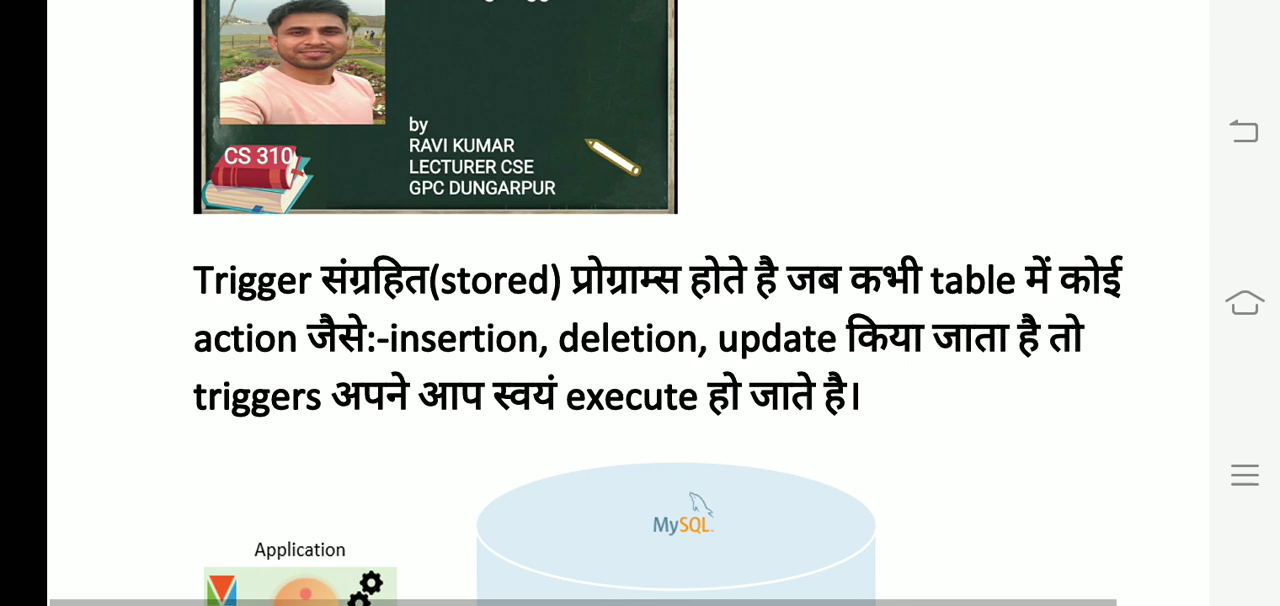 by
RAVI KUMAR
LECTURER CSE
GPC DUNGARPUR
CS 310
Trigger संग्रहित(stored) प्रोग्राम्स होते है जब कभी table में कोई
action जैसे:-insertion, deletion, update किया जाता है तो
triggers अपने आप स्वयं execute हो जाते है।
MySQL
Application